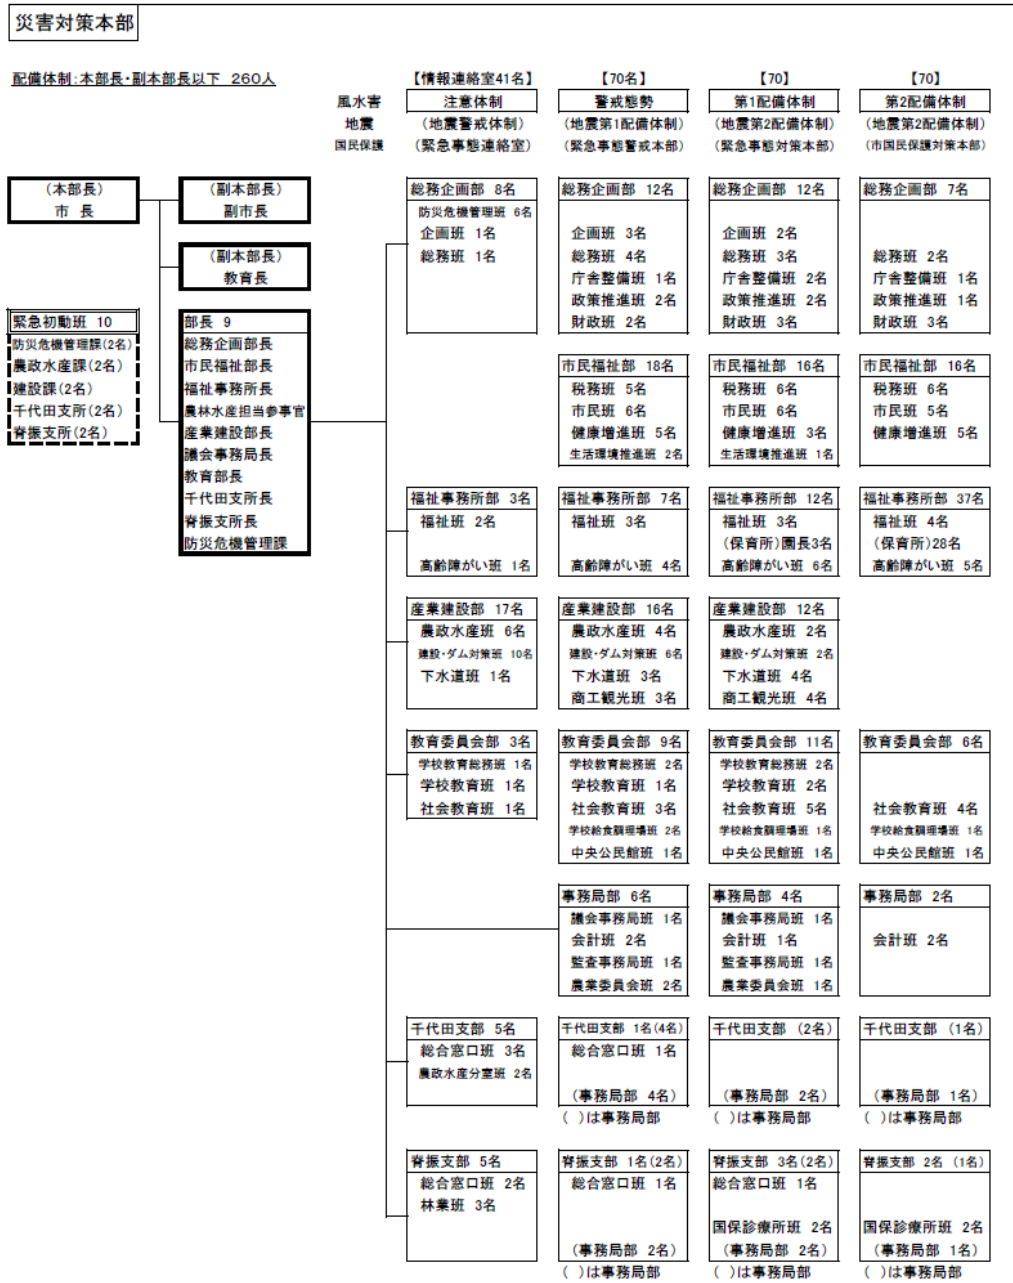 災害対策本部
配備体制:本部長・副本部長以下 260人
【情報連絡室41名】 【70名】 【70】 【70】
風水害 注意体制 警戒態勢 第1配備体制 第2配備体制
地震 (地震警戒体制) (地震第1配備体制) (地震第2配備体制) (地震第2配備体制)
国民保護 (緊急事態連絡室) (緊急事態警戒本部) (緊急事態対策本部) (市国民保護対策本部)
(本部長)
市 長
(副本部長)
副市長
(副本部長)
教育長
緊急初動班 10
防災危機管理課(2名)
農政水産課(2名)
建設課(2名)
千代田支所(2名)
脊振支所(2名)
部長 9
総務企画部長
市民福祉部長
福祉事務所長
農林水産担当参事官
産業建設部長
議会事務局長
教育部長
千代田支所長
脊振支所長
防災危機管理課
総務企画部 8名
防災危機管理班 6名
企画班 1名
総務班 1名
総務企画部 12名
企画班 3名
総務班 4名
庁舎整備班 1名
政策推進班 2名
財政班 2名
総務企画部 12名
企画班 2名
総務班 3名
庁舎整備班 2名
政策推進班 2名
財政班 3名
総務企画部 7名
総務班 2名
庁舎整備班 1名
政策推進班 1名
財政班 3名
市民福祉部 18名
税務班 5名
市民班 6名
健康増進班 5名
生活環境推進班 2名
市民福祉部 16名
税務班 6名
市民班 6名
健康増進班 3名
生活環境推進班 1名
市民福祉部 16名
税務班 6名
市民班 5名
健康増進班 5名
福祉事務所部 3名
福祉班 2名
高齢障がい班 1名
福祉事務所部 7名
福祉班 3名
高齢障がい班 4名
福祉事務所部 12名
福祉班 3名
(保育所)園長3名
高齢障がい班 6名
福祉事務所部 37名
福祉班 4名
(保育所)28名
高齢障がい班 5名
産業建設部 17名
農政水産班 6名
建設・ダム対策班 10名
下水道班 1名
産業建設部 16名
農政水産班 4名
建設・ダム対策班 6名
下水道班 3名
商工観光班 3名
産業建設部 12名
農政水産班 2名
建設・ダム対策班 2名
下水道班 4名
商工観光班 4名
教育委員会部 3名
学校教育総務班 1名
学校教育班 1名
社会教育班 1名
教育委員会部 9名
学校教育総務班 2名
学校教育班 1名
社会教育班 3名
学校給食調理場班 2名
中央公民館班 1名
教育委員会部 11名
学校教育総務班 2名
学校教育班 2名
社会教育班 5名
学校給食調理場班 1名
中央公民館班 1名
教育委員会部 6名
社会教育班 4名
学校給食調理場班 1名
中央公民館班 1名
事務局部 6名
議会事務局班 1名
会計班 2名
監査事務局班 1名
農業委員会班 2名
事務局部 4名
議会事務局班 1名
会計班 1名
監査事務局班 1名
農業委員会班 1名
事務局部 2名
会計班 2名
千代田支部 5名
総合窓口班 3名
農政水産分室班 2名
千代田支部 1名(4名)
総合窓口班 1名
(事務局部 4名)
( )は事務局部
千代田支部 (2名)
(事務局部 2名)
( )は事務局部
千代田支部 (1名)
(事務局部 1名)
( )は事務局部
脊振支部 5名
総合窓口班 2名
林業班 3名
脊振支部 1名(2名)
総合窓口班 1名
(事務局部 2名)
( )は事務局部
脊振支部 3名(2名)
総合窓口班 1名
国保診療所班 2名
(事務局部 2名)
( )は事務局部
脊振支部 2名 (1名)
国保診療所班 2名
(事務局部 1名)
( )は事務局部